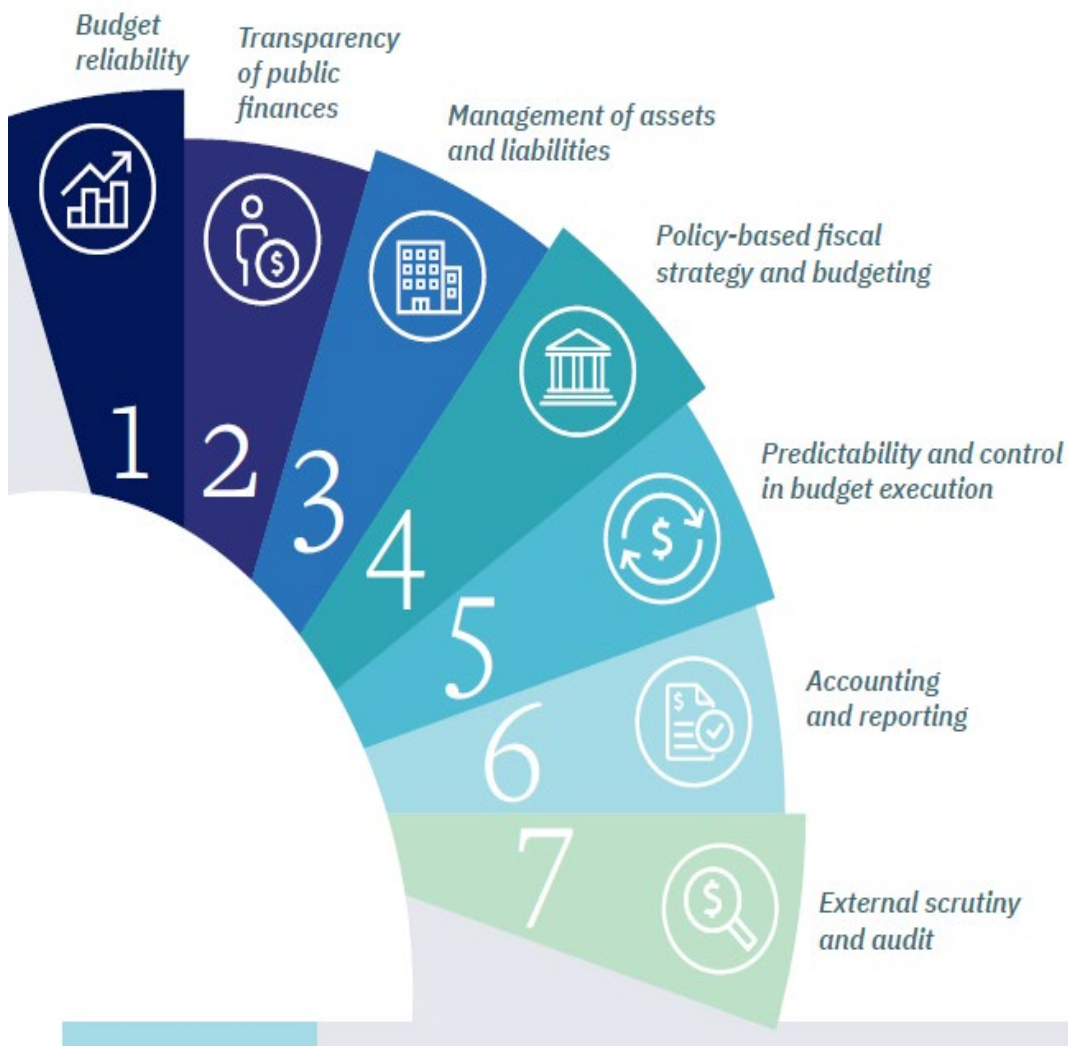 Budget
reliability
Transparency
of public
finances
Management of assets
and liabilities
Policy-based fiscal
strategy and budgeting
Predictability and control
in budget execution
Accounting
and reporting
External scrutiny
and audit
1
2
3
4
5
6
7
$
$
$
$